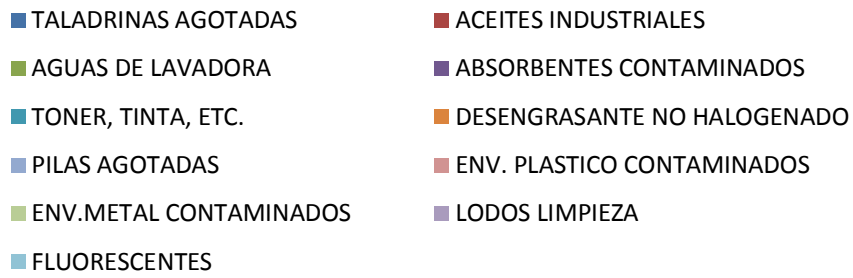 TALADRINAS AGOTADAS
ACEITES INDUSTRIALES
AGUAS DE LAVADORA
ABSORBENTES CONTAMINADOS
TONER, TINTA, ETC.
DESENGRASANTE NO HALOGENADO
PILAS AGOTADAS
ENV. PLASTICO CONTAMINADOS
ENV.METAL CONTAMINADOS
LODOS LIMPIEZA
FLUORESCENTES